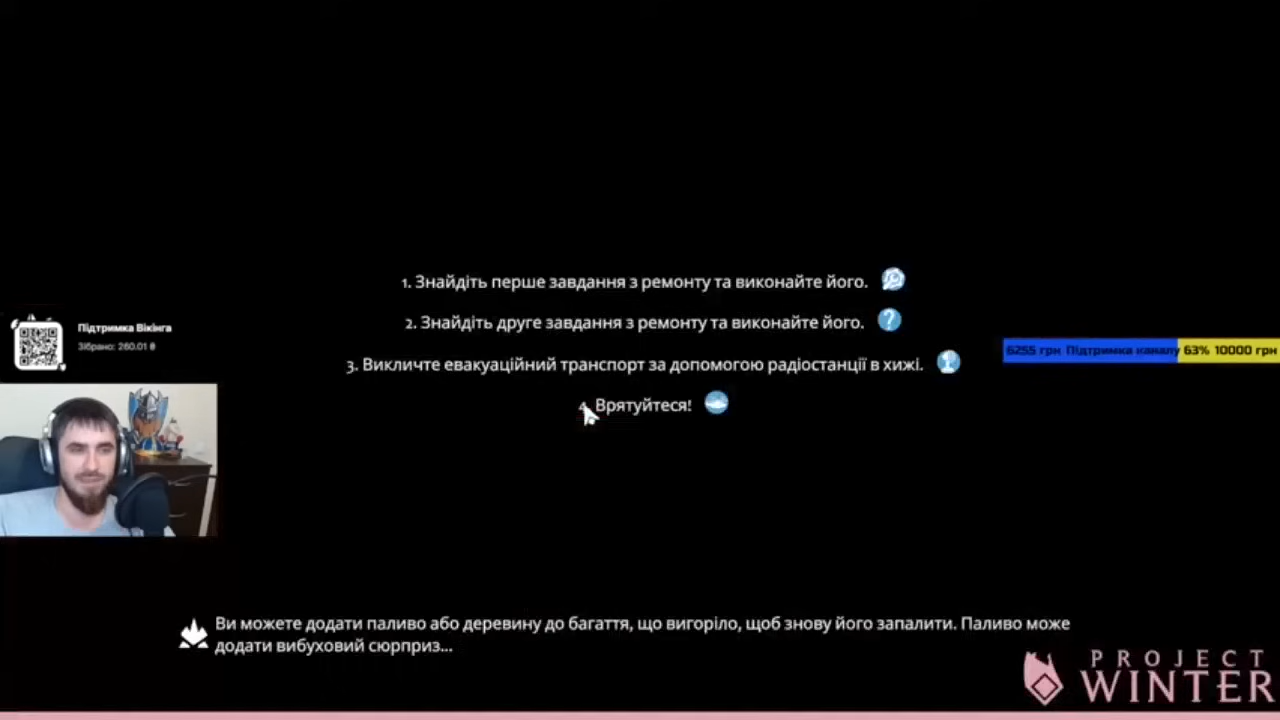 1. Знайдіть перше завдання з ремонту та виконайте його.
2. Знайдіть друге завдання з ремонту та виконайте його.
?
Підтримка Вікінга
Зібрано: 260.01 ₴
6255 грн Підтримка каналу 63% 10000 грн
3. Викличте евакуаційний транспорт за допомогою радіостанції в хижі.
4. Врятуйтеся!
Ви можете додати паливо або деревину до багаття, що вигоріло, щоб знову його запалити. Паливо може
додати вибуховий сюрприз...
PROJECT
WINTER